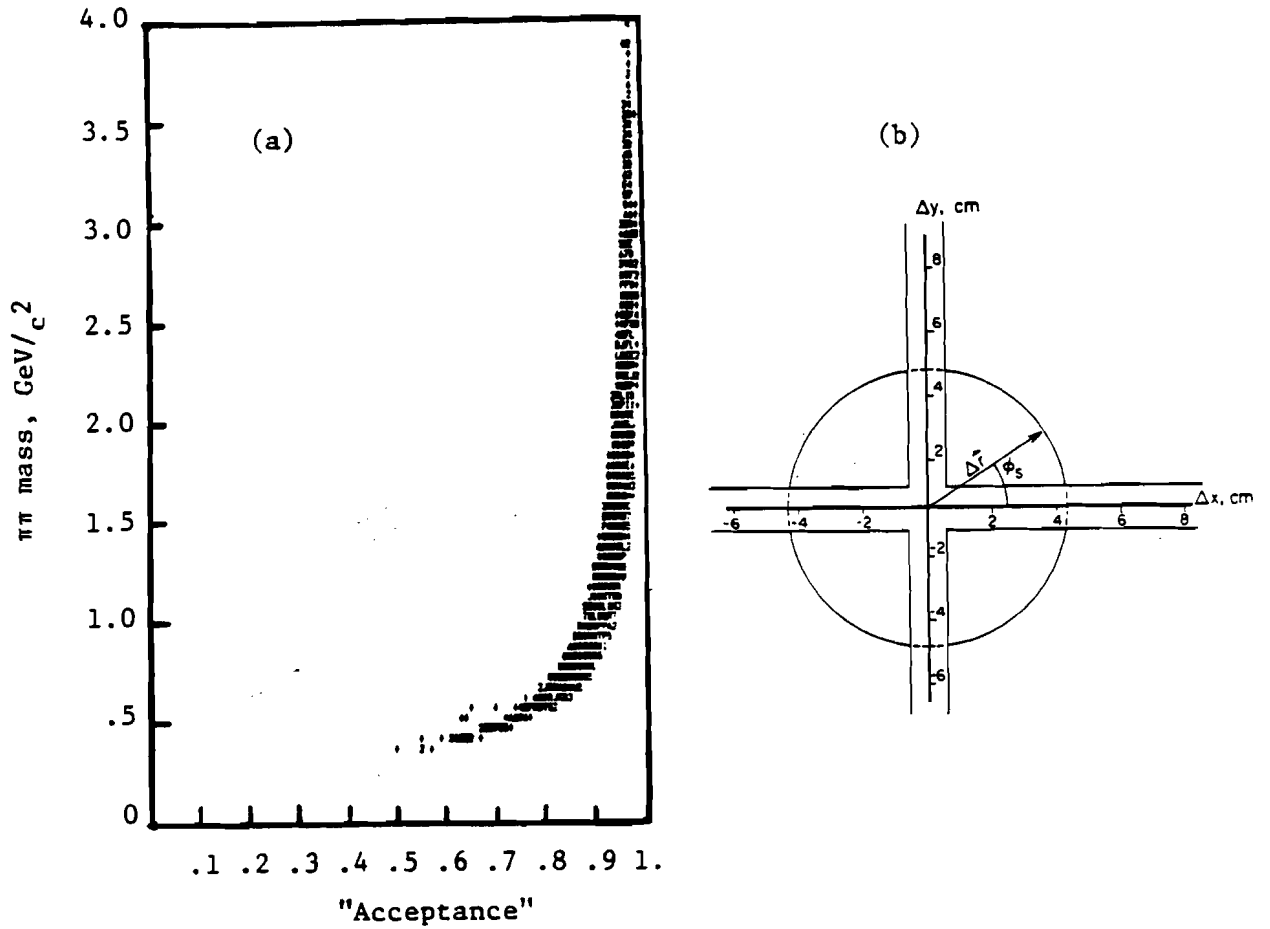 4.0
3.5
3.0
2.5
2.0
1.5
1.0
.5
0
ππ mass, GeV/c²
.1 .2 .3 .4 .5 .6 .7 .8 .9 1.
"Acceptance"
(a)
(b)
Δy, cm
8
6
4
2
Δr⃗
ϕs
Δx, cm
-6 -4 -2 2 4 6 8
-2
-4
-6